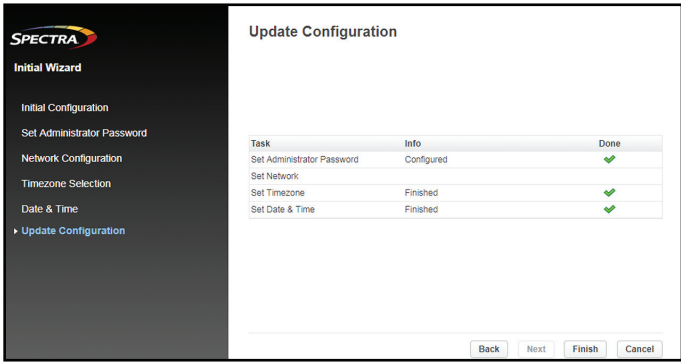 SPECTRA
Initial Wizard
Initial Configuration
Set Administrator Password
Network Configuration
Timezone Selection
Date & Time
Update Configuration
Update Configuration
Task Info Done
Set Administrator Password Configured
Set Network
Set Timezone Finished
Set Date & Time Finished
Back Next Finish Cancel